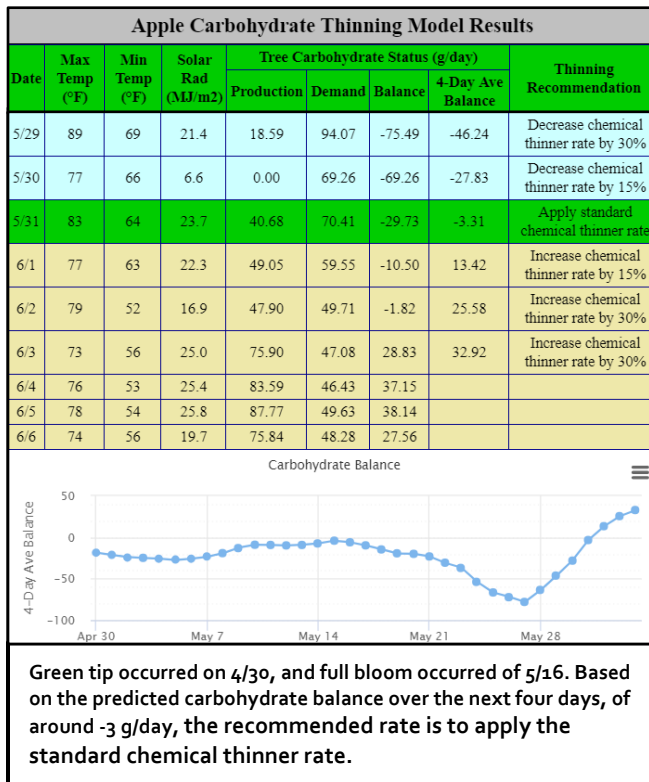 Apple Carbohydrate Thinning Model Results
Date Max Temp (°F) Min Temp (°F) Solar Rad (MJ/m2) Tree Carbohydrate Status (g/day) Thinning Recommendation
Production Demand Balance 4-Day Ave Balance
5/29 89 69 21.4 18.59 94.07 -75.49 -46.24 Decrease chemical thinner rate by 30%
5/30 77 66 6.6 0.00 69.26 -69.26 -27.83 Decrease chemical thinner rate by 15%
5/31 83 64 23.7 40.68 70.41 -29.73 -3.31 Apply standard chemical thinner rate
6/1 77 63 22.3 49.05 59.55 -10.50 13.42 Increase chemical thinner rate by 15%
6/2 79 52 16.9 47.90 49.71 -1.82 25.58 Increase chemical thinner rate by 30%
6/3 73 56 25.0 75.90 47.08 28.83 32.92 Increase chemical thinner rate by 30%
6/4 76 53 25.4 83.59 46.43 37.15
6/5 78 54 25.8 87.77 49.63 38.14
6/6 74 56 19.7 75.84 48.28 27.56
Carbohydrate Balance
4-Day Ave Balance
50
0
-50
-100
Apr 30 May 7 May 14 May 21 May 28
Green tip occurred on 4/30, and full bloom occurred of 5/16. Based
on the predicted carbohydrate balance over the next four days, of
around -3 g/day, the recommended rate is to apply the
standard chemical thinner rate.